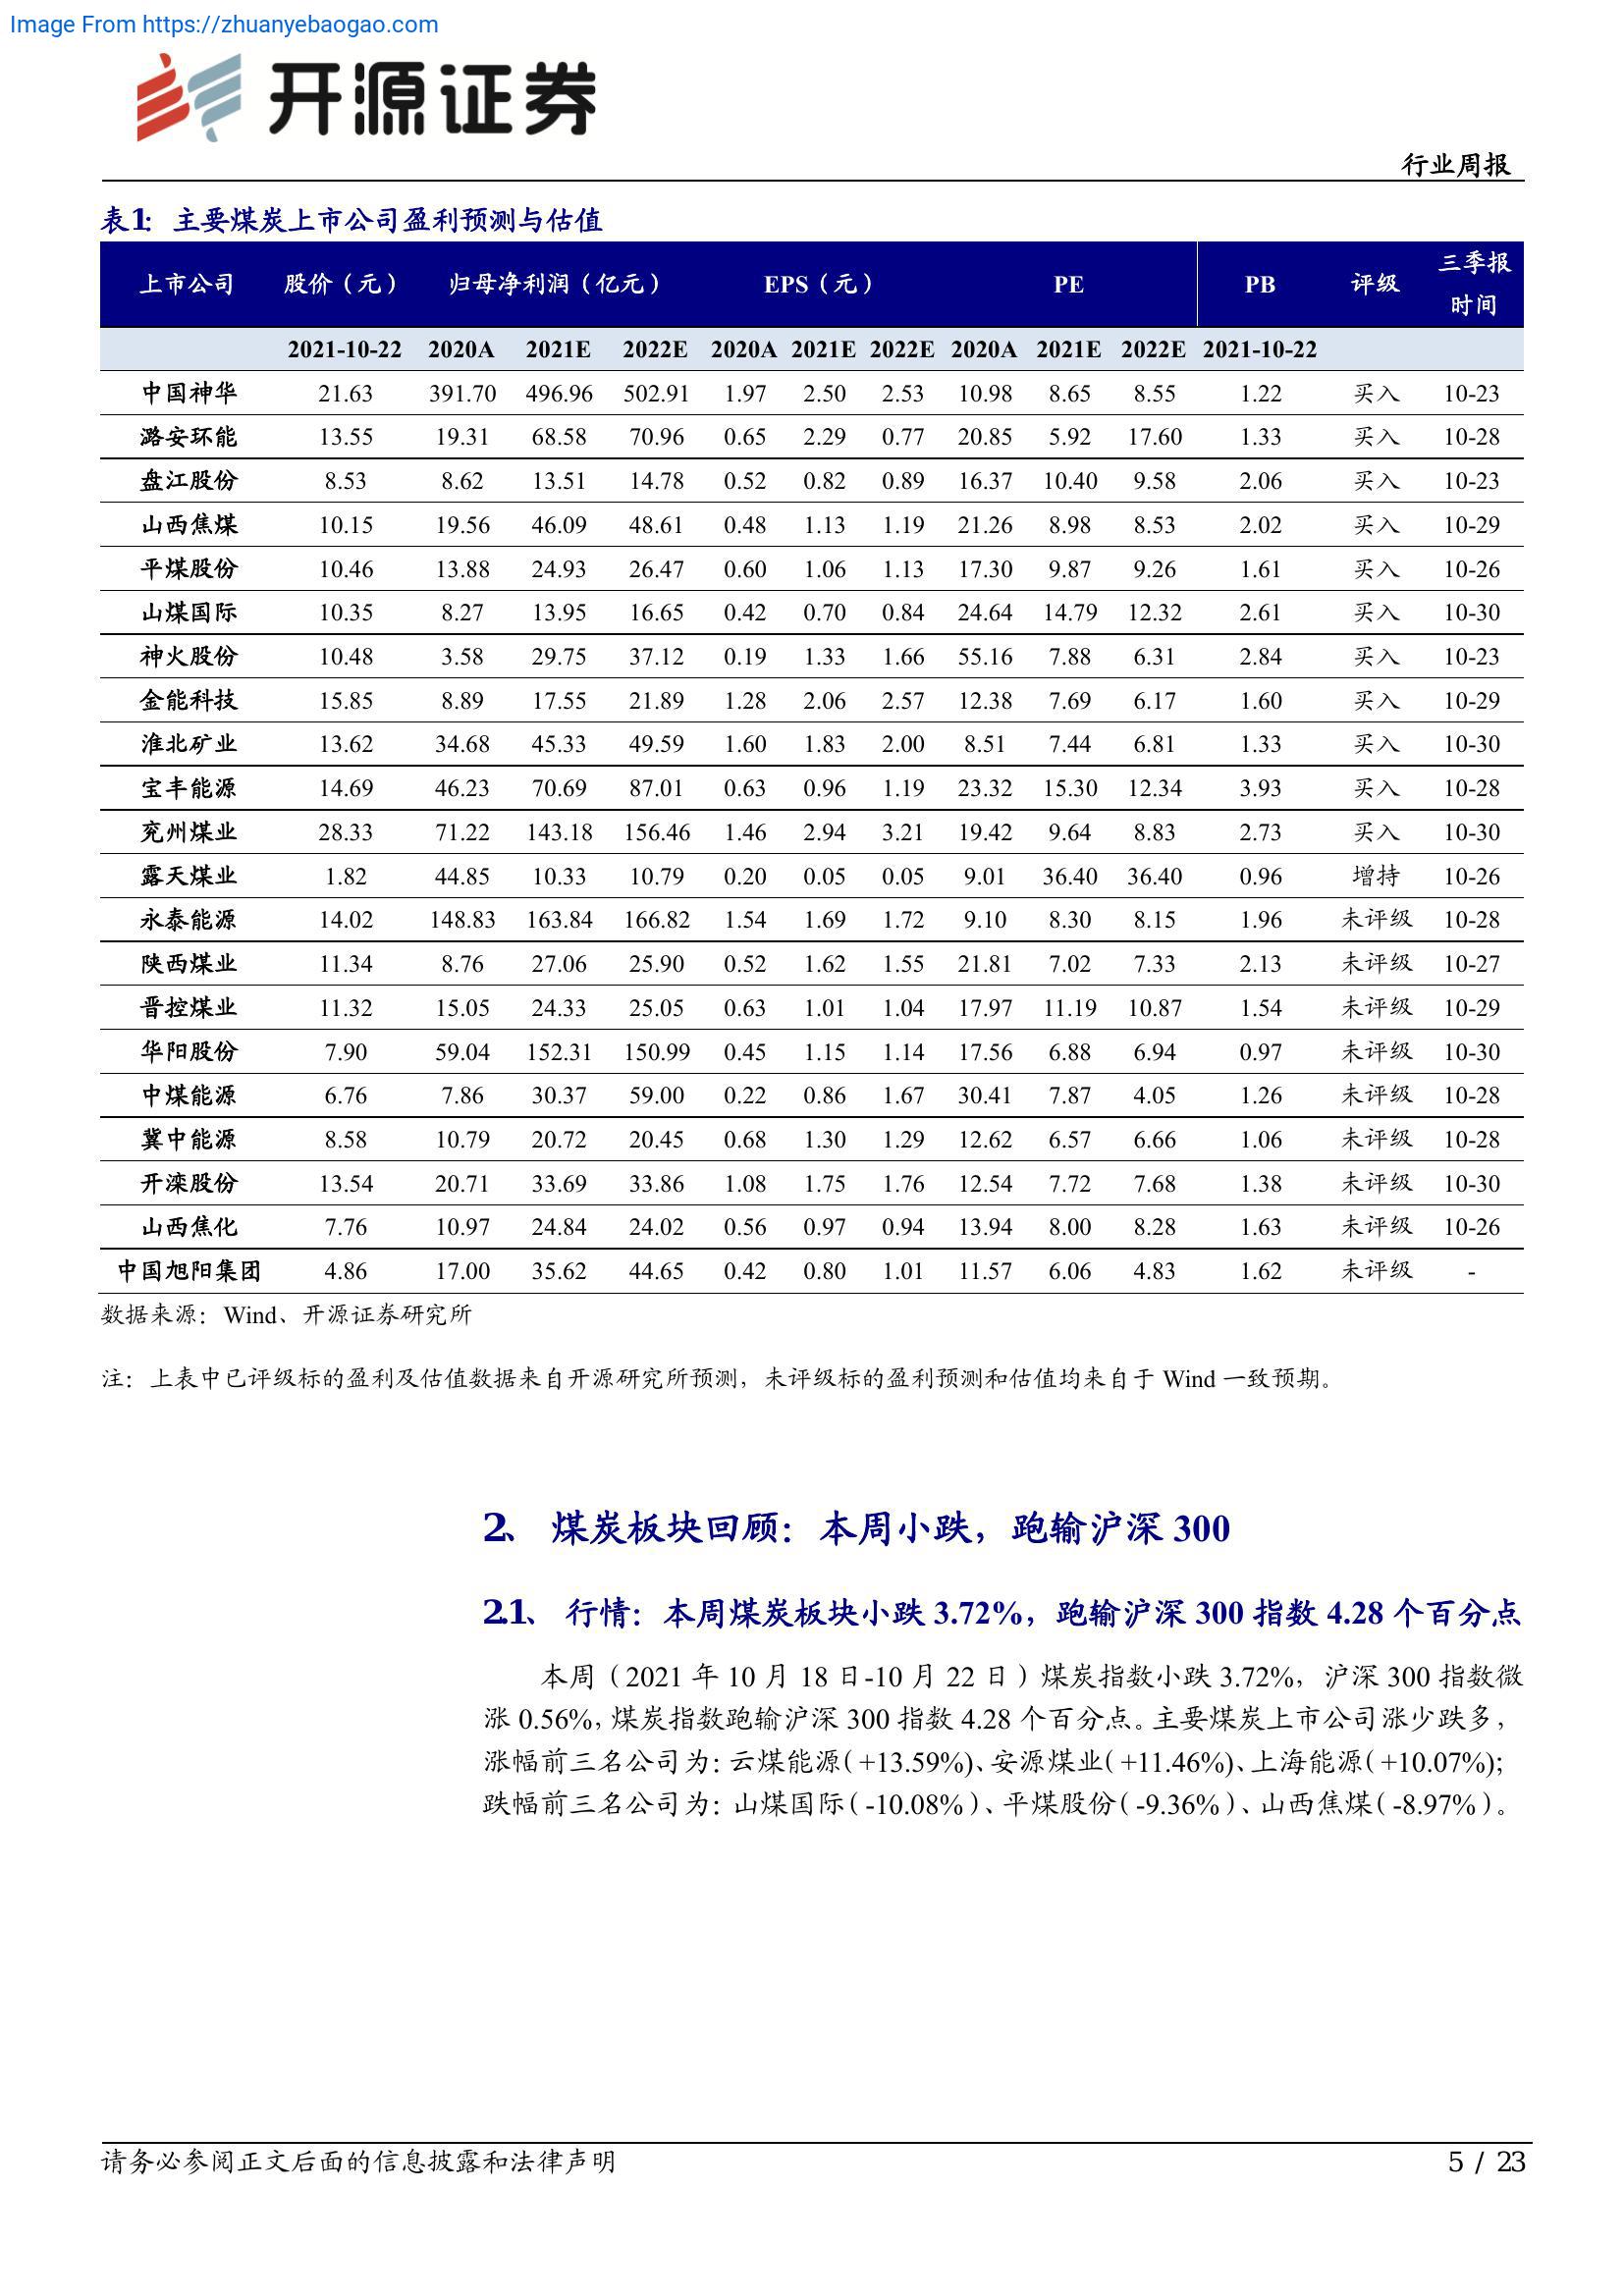 Image From https://zhuanyebaogao.com
开源证券
行业周报
表1： 主要煤炭上市公司盈利预测与估值
上市公司 股价（元） 归母净利润（亿元） EPS（元） PE PB 评级 三季报时间
2021-10-22 2020A 2021E 2022E 2020A 2021E 2022E 2020A 2021E 2022E 2021-10-22
中国神华 21.63 391.70 496.96 502.91 1.97 2.50 2.53 10.98 8.65 8.55 1.22 买入 10-23
潞安环能 13.55 19.31 68.58 70.96 0.65 2.29 0.77 20.85 5.92 17.60 1.33 买入 10-28
盘江股份 8.53 8.62 13.51 14.78 0.52 0.82 0.89 16.37 10.40 9.58 2.06 买入 10-23
山西焦煤 10.15 19.56 46.09 48.61 0.48 1.13 1.19 21.26 8.98 8.53 2.02 买入 10-29
平煤股份 10.46 13.88 24.93 26.47 0.60 1.06 1.13 17.30 9.87 9.26 1.61 买入 10-26
山煤国际 10.35 8.27 13.95 16.65 0.42 0.70 0.84 24.64 14.79 12.32 2.61 买入 10-30
神火股份 10.48 3.58 29.75 37.12 0.19 1.33 1.66 55.16 7.88 6.31 2.84 买入 10-23
金能科技 15.85 8.89 17.55 21.89 1.28 2.06 2.57 12.38 7.69 6.17 1.60 买入 10-29
淮北矿业 13.62 34.68 45.33 49.59 1.60 1.83 2.00 8.51 7.44 6.81 1.33 买入 10-30
宝丰能源 14.69 46.23 70.69 87.01 0.63 0.96 1.19 23.32 15.30 12.34 3.93 买入 10-28
兖州煤业 28.33 71.22 143.18 156.46 1.46 2.94 3.21 19.42 9.64 8.83 2.73 买入 10-30
露天煤业 1.82 44.85 10.33 10.79 0.20 0.05 0.05 9.01 36.40 36.40 0.96 增持 10-26
永泰能源 14.02 148.83 163.84 166.82 1.54 1.69 1.72 9.10 8.30 8.15 1.96 未评级 10-28
陕西煤业 11.34 8.76 27.06 25.90 0.52 1.62 1.55 21.81 7.02 7.33 2.13 未评级 10-27
晋控煤业 11.32 15.05 24.33 25.05 0.63 1.01 1.04 17.97 11.19 10.87 1.54 未评级 10-29
华阳股份 7.90 59.04 152.31 150.99 0.45 1.15 1.14 17.56 6.88 6.94 0.97 未评级 10-30
中煤能源 6.76 7.86 30.37 59.00 0.22 0.86 1.67 30.41 7.87 4.05 1.26 未评级 10-28
冀中能源 8.58 10.79 20.72 20.45 0.68 1.30 1.29 12.62 6.57 6.66 1.06 未评级 10-28
开滦股份 13.54 20.71 33.69 33.86 1.08 1.75 1.76 12.54 7.72 7.68 1.38 未评级 10-30
山西焦化 7.76 10.97 24.84 24.02 0.56 0.97 0.94 13.94 8.00 8.28 1.63 未评级 10-26
中国旭阳集团 4.86 17.00 35.62 44.65 0.42 0.80 1.01 11.57 6.06 4.83 1.62 未评级 -
数据来源：Wind、开源证券研究所
注：上表中已评级标的盈利及估值数据来自开源研究所预测，未评级标的盈利预测和估值均来自于 Wind 一致预期。
2、 煤炭板块回顾：本周小跌，跑输沪深 300
2.1、 行情：本周煤炭板块小跌 3.72%，跑输沪深 300 指数 4.28 个百分点
本周（2021 年 10 月 18 日-10 月 22 日）煤炭指数小跌 3.72%，沪深 300 指数微
涨 0.56%，煤炭指数跑输沪深 300 指数 4.28 个百分点。主要煤炭上市公司涨少跌多，
涨幅前三名公司为：云煤能源（+13.59%)、安源煤业（+11.46%)、上海能源（+10.07%)；
跌幅前三名公司为：山煤国际（-10.08%）、平煤股份（-9.36%）、山西焦煤（-8.97%）。
请务必参阅正文后面的信息披露和法律声明
5 / 23